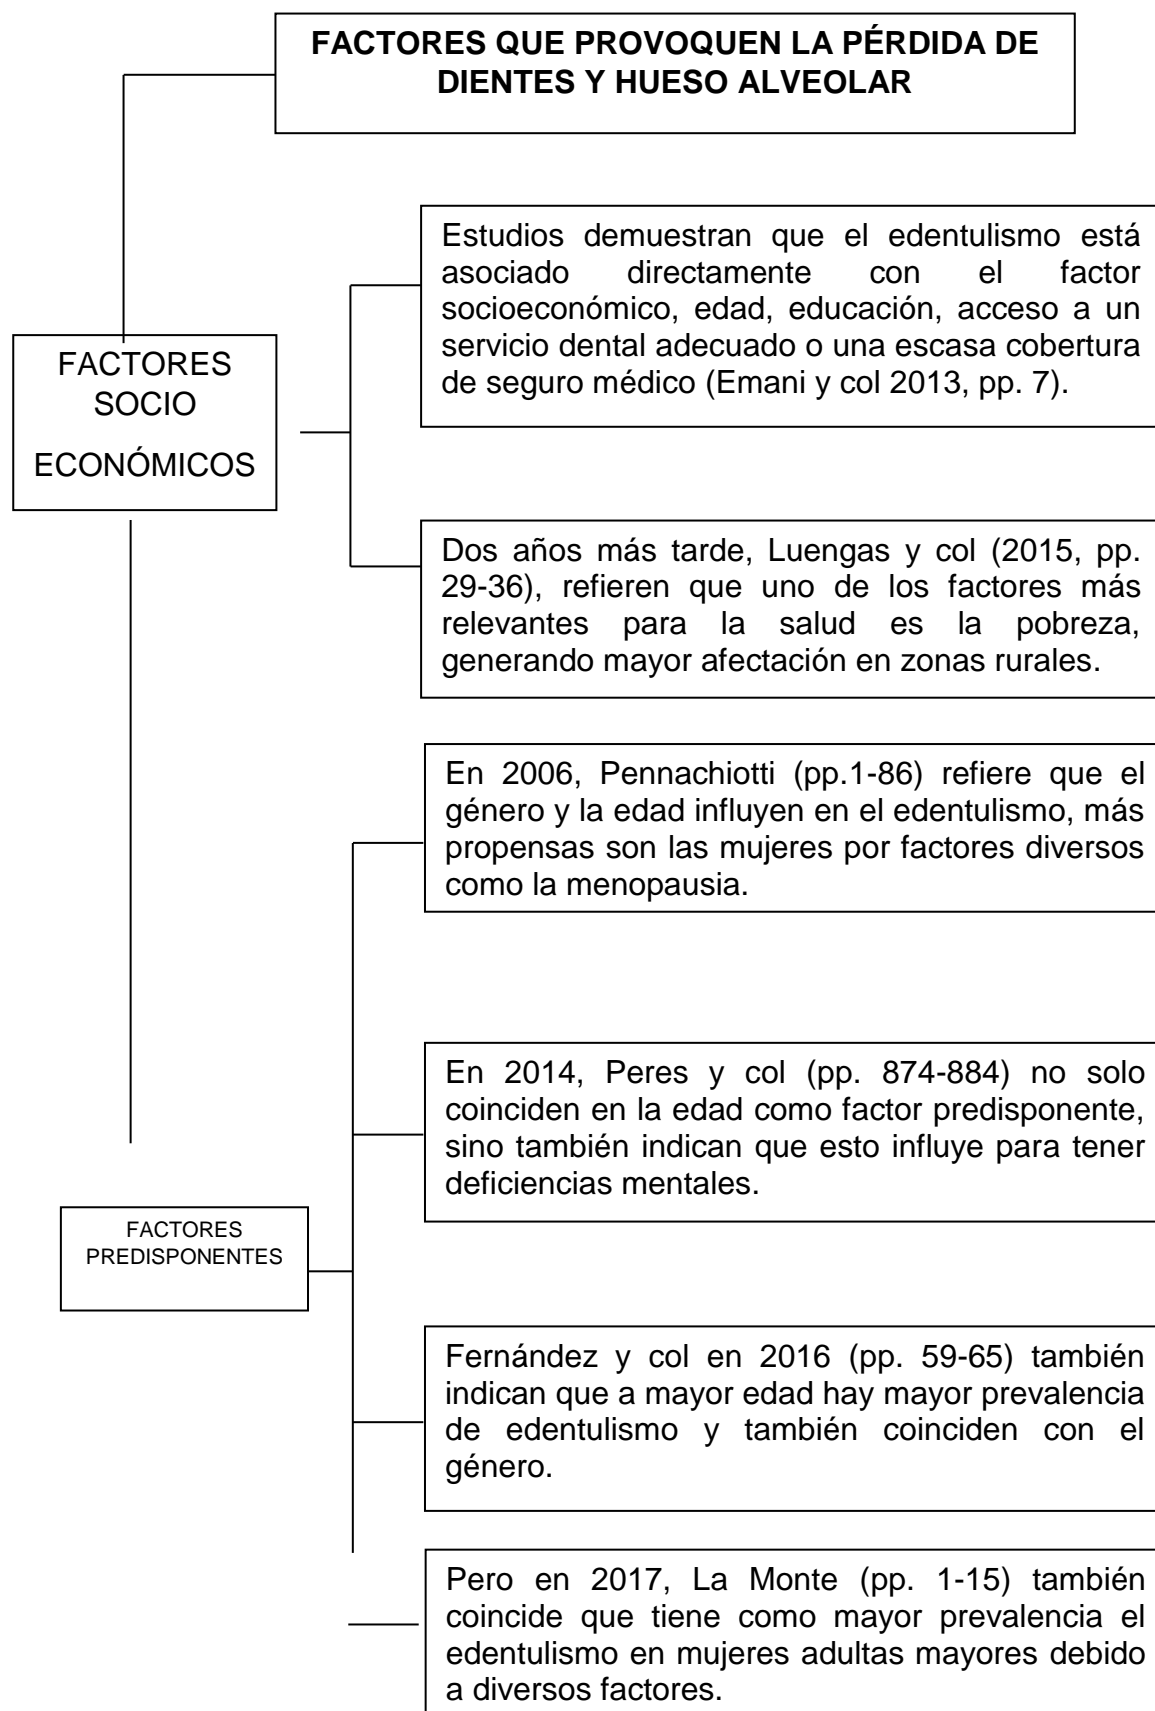 FACTORES QUE PROVOQUEN LA PÉRDIDA DE
DIENTES Y HUESO ALVEOLAR
Estudios demuestran que el edentulismo está
asociado directamente con el factor
socioeconómico, edad, educación, acceso a un
servicio dental adecuado o una escasa cobertura
de seguro médico (Emani y col 2013, pp. 7).
FACTORES
SOCIO
ECONÓMICOS
Dos años más tarde, Luengas y col (2015, pp.
29-36), refieren que uno de los factores más
relevantes para la salud es la pobreza,
generando mayor afectación en zonas rurales.
En 2006, Pennachiotti (pp.1-86) refiere que el
género y la edad influyen en el edentulismo, más
propensas son las mujeres por factores diversos
como la menopausia.
En 2014, Peres y col (pp. 874-884) no solo
coinciden en la edad como factor predisponente,
sino también indican que esto influye para tener
deficiencias mentales.
FACTORES
PREDISPONENTES
Fernández y col en 2016 (pp. 59-65) también
indican que a mayor edad hay mayor prevalencia
de edentulismo y también coinciden con el
género.
Pero en 2017, La Monte (pp. 1-15) también
coincide que tiene como mayor prevalencia el
edentulismo en mujeres adultas mayores debido
a diversos factores.